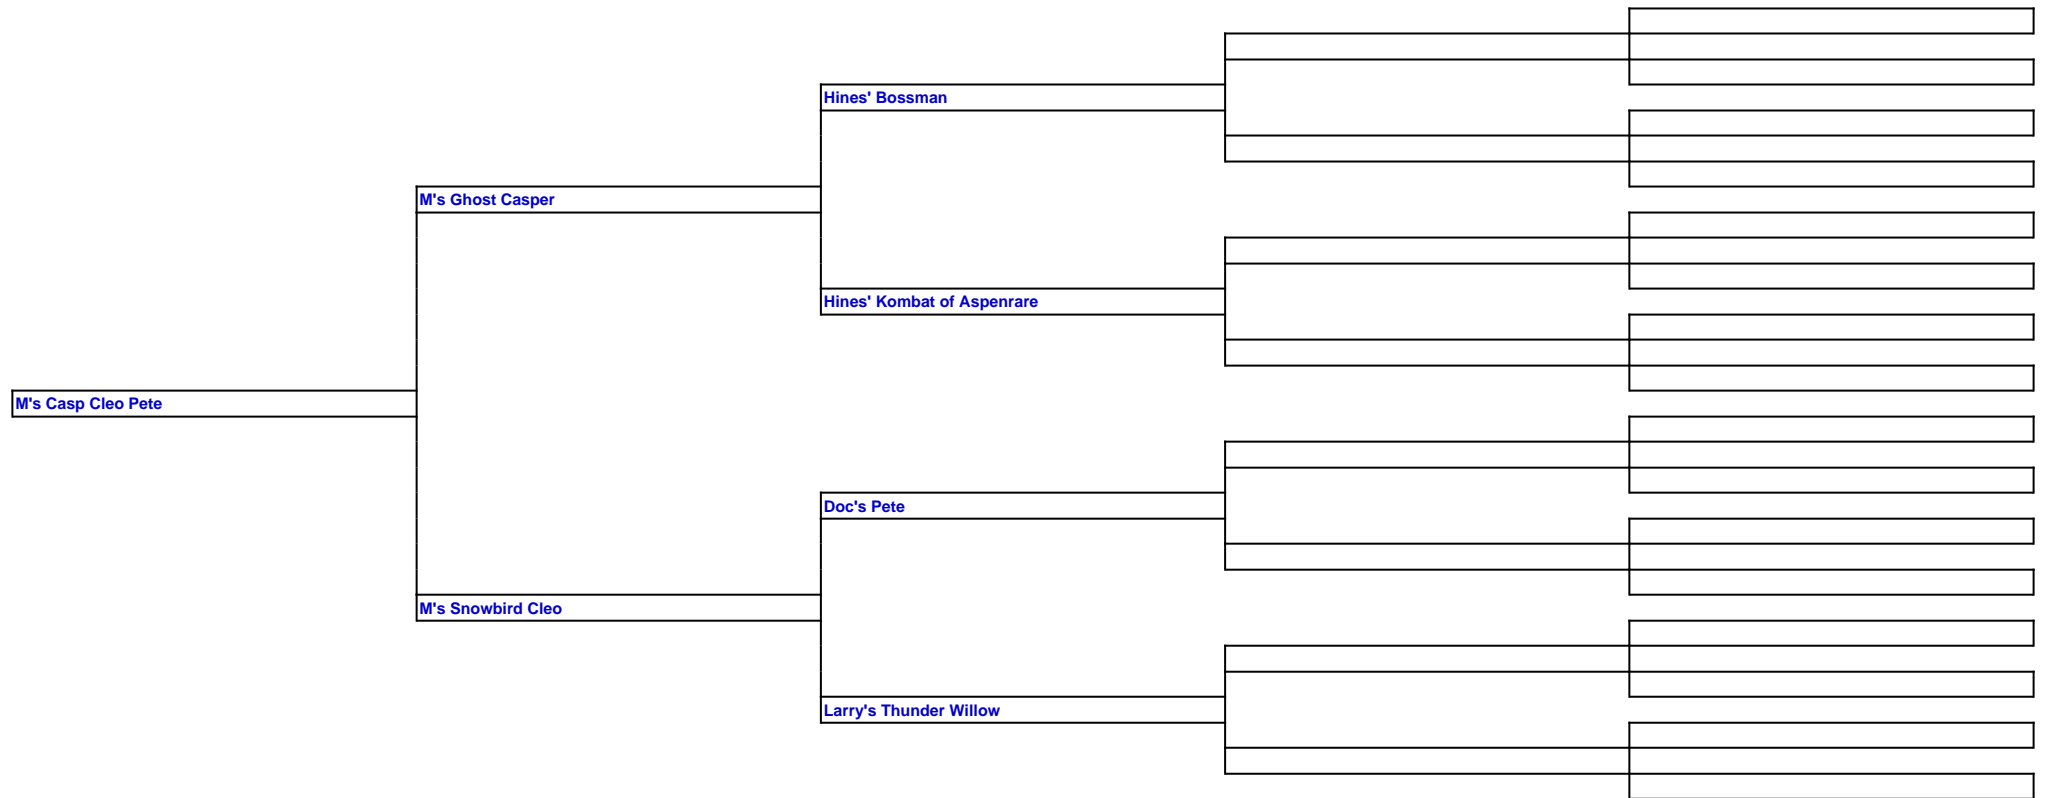 Hines' Bossman
M's Ghost Casper
Hines' Kombat of Aspenrare
M's Casp Cleo Pete
Doc's Pete
M's Snowbird Cleo
Larry's Thunder Willow